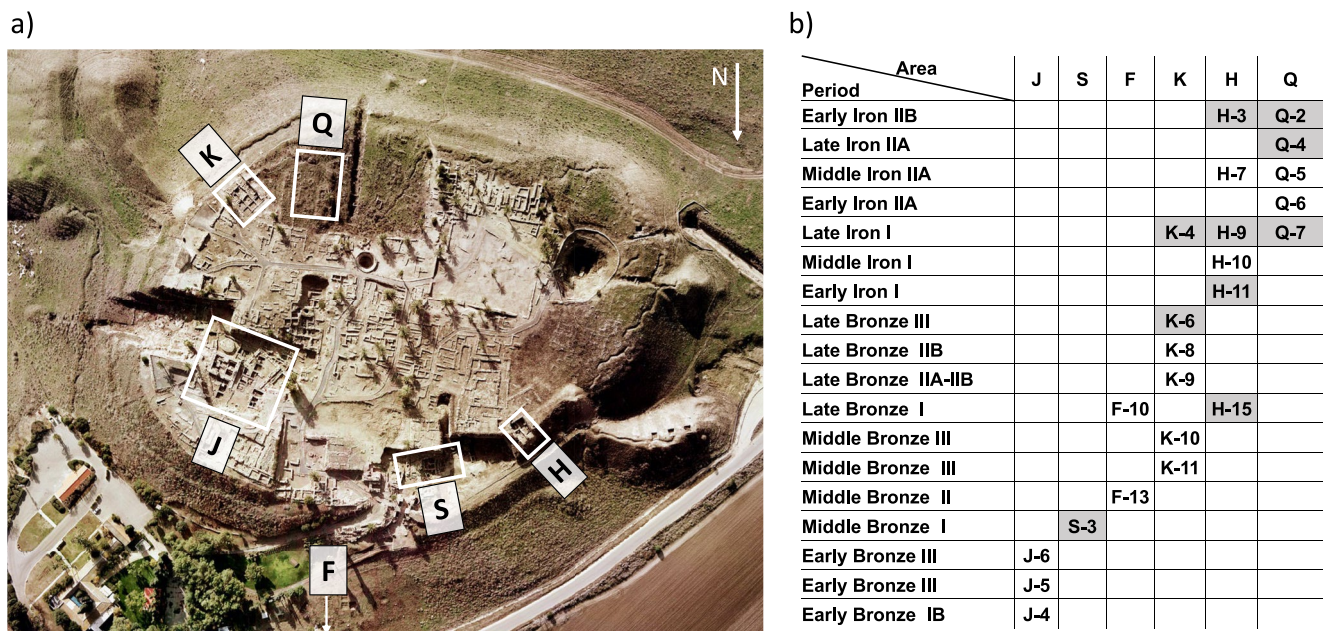 a)
N
Q
K
J
H
S
F
b)
Area J S F K H Q
Period
Early Iron IIB H-3 Q-2
Late Iron IIA Q-4
Middle Iron IIA H-7 Q-5
Early Iron IIA Q-6
Late Iron I K-4 H-9 Q-7
Middle Iron I H-10
Early Iron I H-11
Late Bronze III K-6
Late Bronze IIB K-8
Late Bronze IIA-IIB K-9
Late Bronze I F-10 H-15
Middle Bronze III K-10
Middle Bronze III K-11
Middle Bronze II F-13
Middle Bronze I S-3
Early Bronze III J-6
Early Bronze III J-5
Early Bronze IB J-4